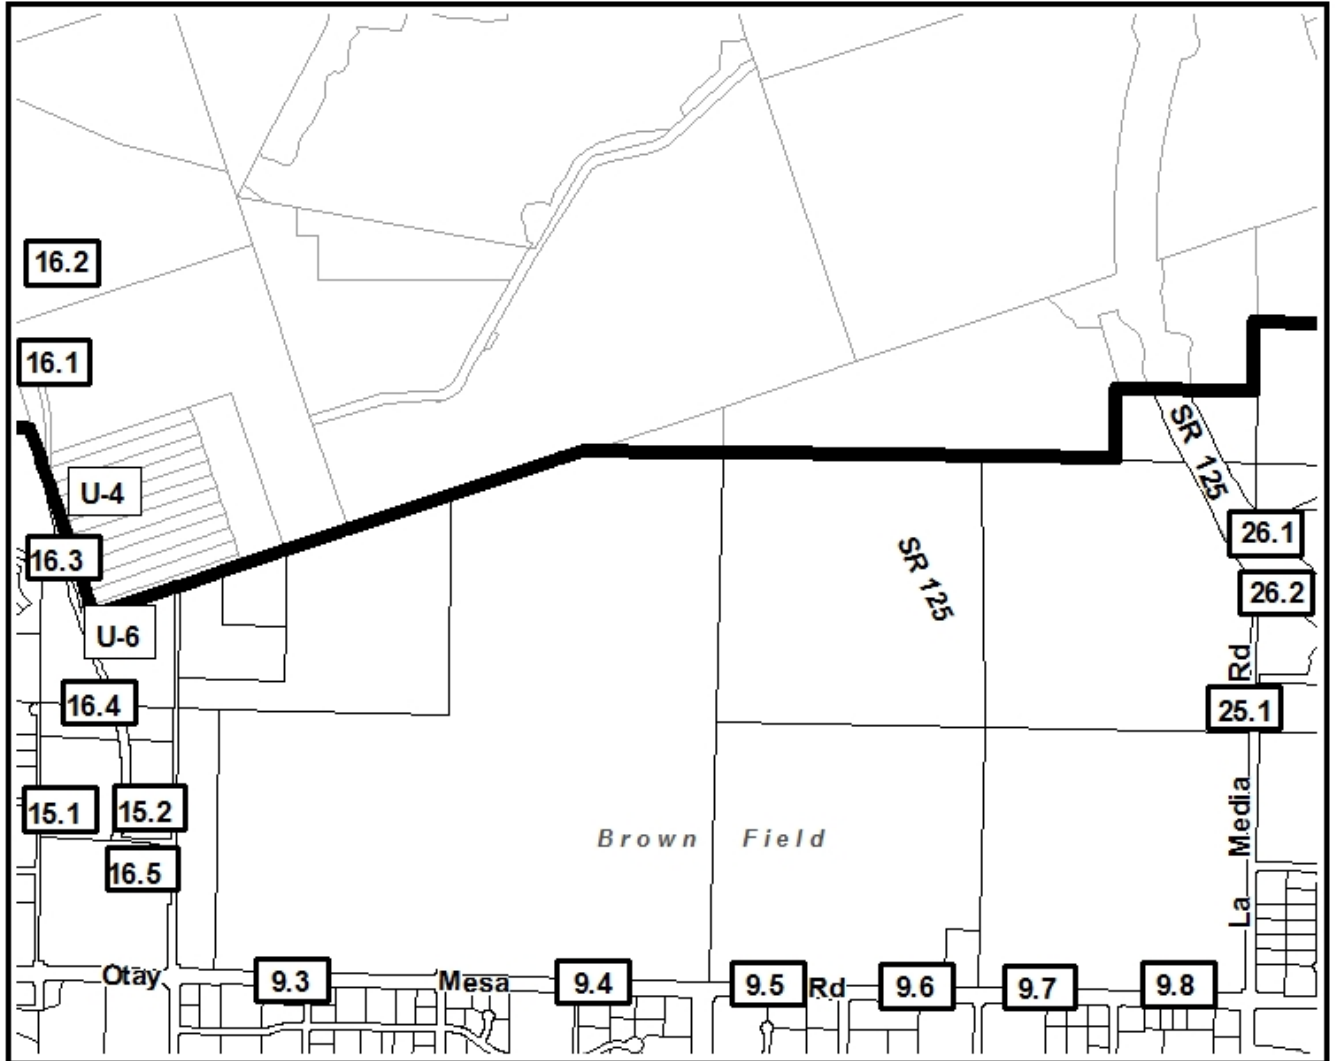 16.2
16.1
SR 125
U-4
26.1
16.3
SR 125
26.2
U-6
La Media Rd
16.4
25.1
15.1
15.2
Brown Field
16.5
Otay Mesa Rd
9.3
9.4
9.5
9.6
9.7
9.8